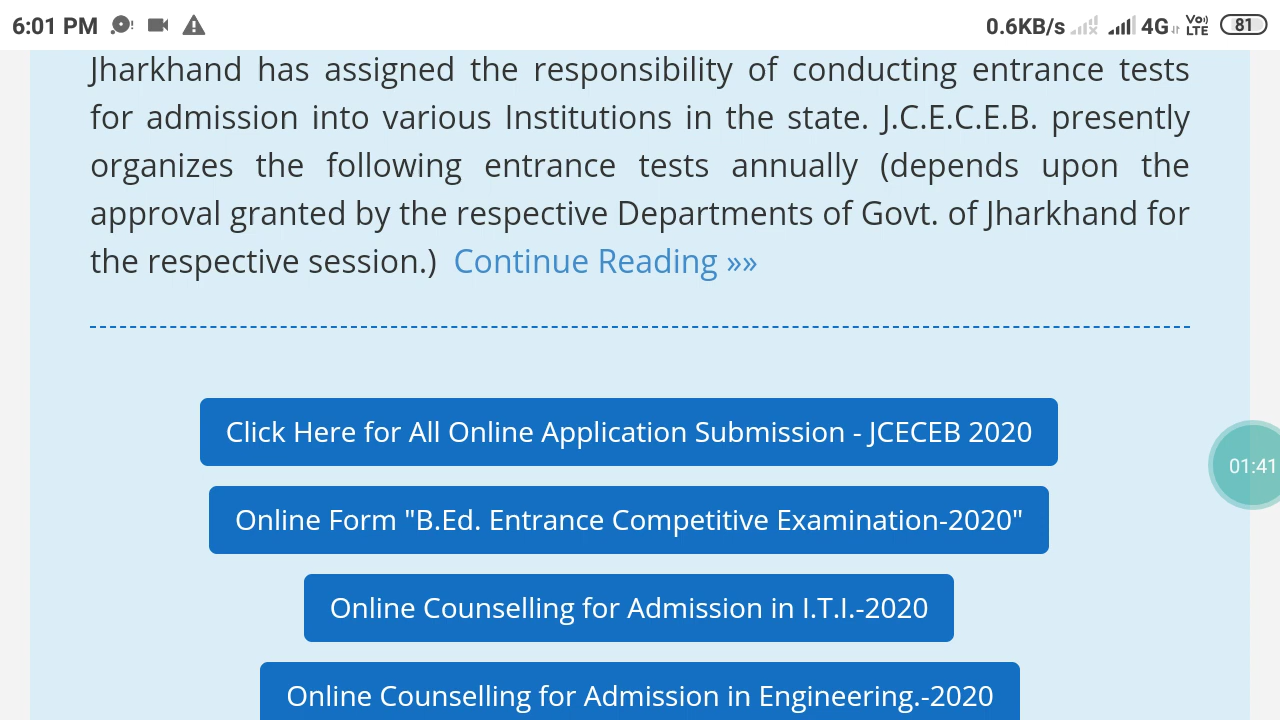 6:01 PM 0.6KB/s 4G Vo LTE 81
Jharkhand has assigned the responsibility of conducting entrance tests
for admission into various Institutions in the state. J.C.E.C.E.B. presently
organizes the following entrance tests annually (depends upon the
approval granted by the respective Departments of Govt. of Jharkhand for
the respective session.) Continue Reading »»
Click Here for All Online Application Submission - JCECEB 2020
01:41
Online Form "B.Ed. Entrance Competitive Examination-2020"
Online Counselling for Admission in I.T.I.-2020
Online Counselling for Admission in Engineering.-2020